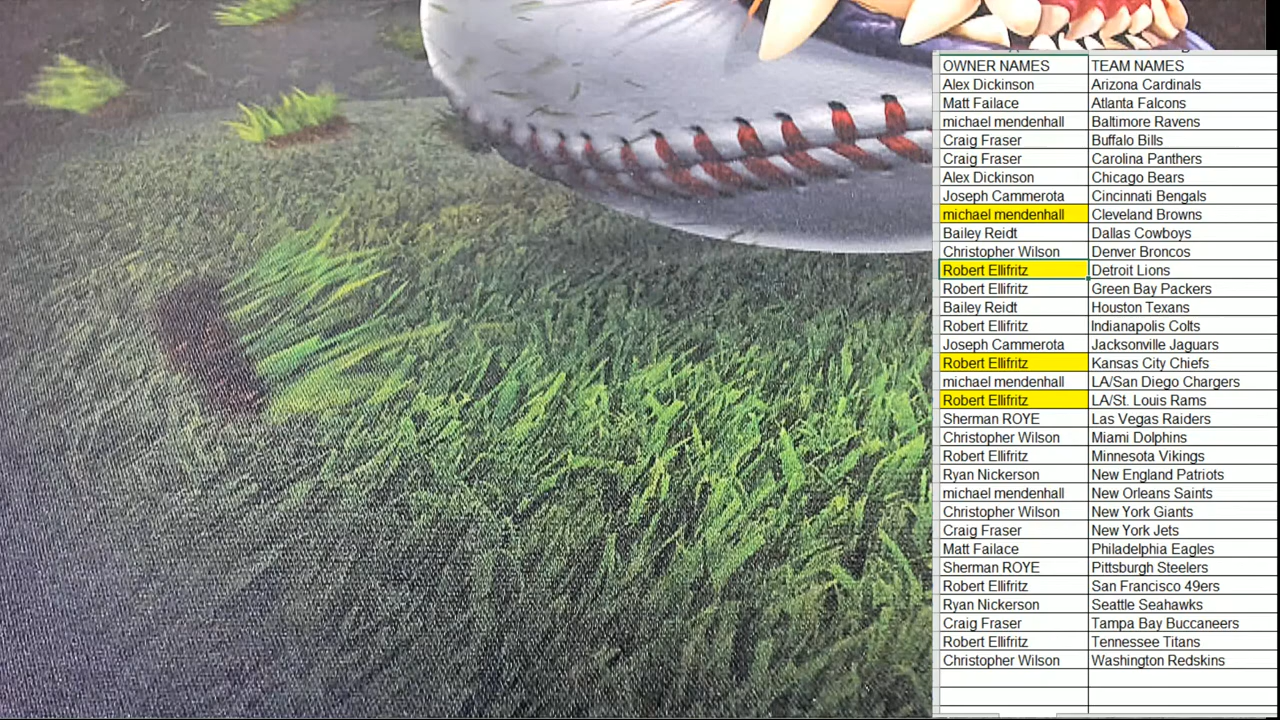 OWNER NAMES TEAM NAMES
Alex Dickinson Arizona Cardinals
Matt Failace Atlanta Falcons
michael mendenhall Baltimore Ravens
Craig Fraser Buffalo Bills
Craig Fraser Carolina Panthers
Alex Dickinson Chicago Bears
Joseph Cammerota Cincinnati Bengals
michael mendenhall Cleveland Browns
Bailey Reidt Dallas Cowboys
Christopher Wilson Denver Broncos
Robert Ellifritz Detroit Lions
Robert Ellifritz Green Bay Packers
Bailey Reidt Houston Texans
Robert Ellifritz Indianapolis Colts
Joseph Cammerota Jacksonville Jaguars
Robert Ellifritz Kansas City Chiefs
michael mendenhall LA/San Diego Chargers
Robert Ellifritz LA/St. Louis Rams
Sherman ROYE Las Vegas Raiders
Christopher Wilson Miami Dolphins
Robert Ellifritz Minnesota Vikings
Ryan Nickerson New England Patriots
michael mendenhall New Orleans Saints
Christopher Wilson New York Giants
Craig Fraser New York Jets
Matt Failace Philadelphia Eagles
Sherman ROYE Pittsburgh Steelers
Robert Ellifritz San Francisco 49ers
Ryan Nickerson Seattle Seahawks
Craig Fraser Tampa Bay Buccaneers
Robert Ellifritz Tennessee Titans
Christopher Wilson Washington Redskins